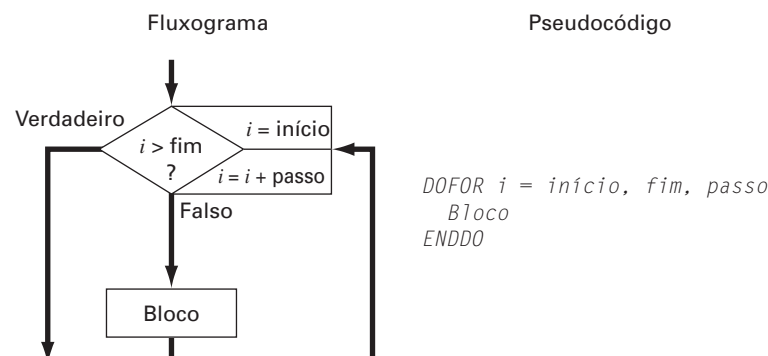 Fluxograma
Pseudocódigo
Verdadeiro
i > fim
?
i = início
i = i + passo
Falso
Bloco
DOFOR i = início, fim, passo
Bloco
ENDDO